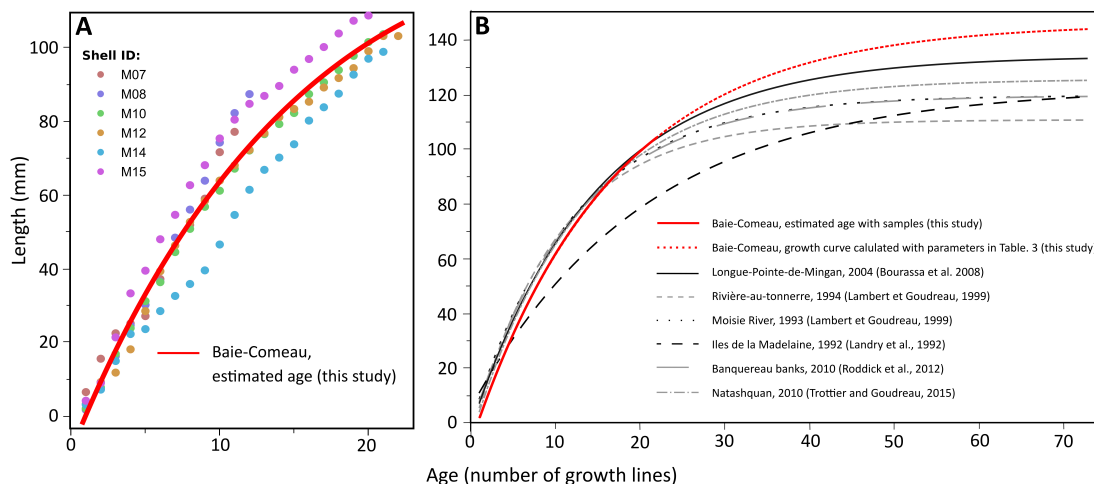 A
Shell ID:
M07
M08
M10
M12
M14
M15
Baie-Comeau,
estimated age (this study)
Length (mm)
100
80
60
40
20
0
0
10
20
B
140
120
100
80
60
40
20
0
0
10
20
30
40
50
60
70
Baie-Comeau, estimated age with samples (this study)
Baie-Comeau, growth curve calulated with parameters in Table. 3 (this study
Longue-Pointe-de-Mingan, 2004 (Bourassa et al. 2008)
Rivière-au-tonnerre, 1994 (Lambert et Goudreau, 1999)
Moisie River, 1993 (Lambert et Goudreau, 1999)
Iles de la Madelaine, 1992 (Landry et al., 1992)
Banquereau banks, 2010 (Roddick et al., 2012)
Natashquan, 2010 (Trottier and Goudreau, 2015)
Age (number of growth lines)